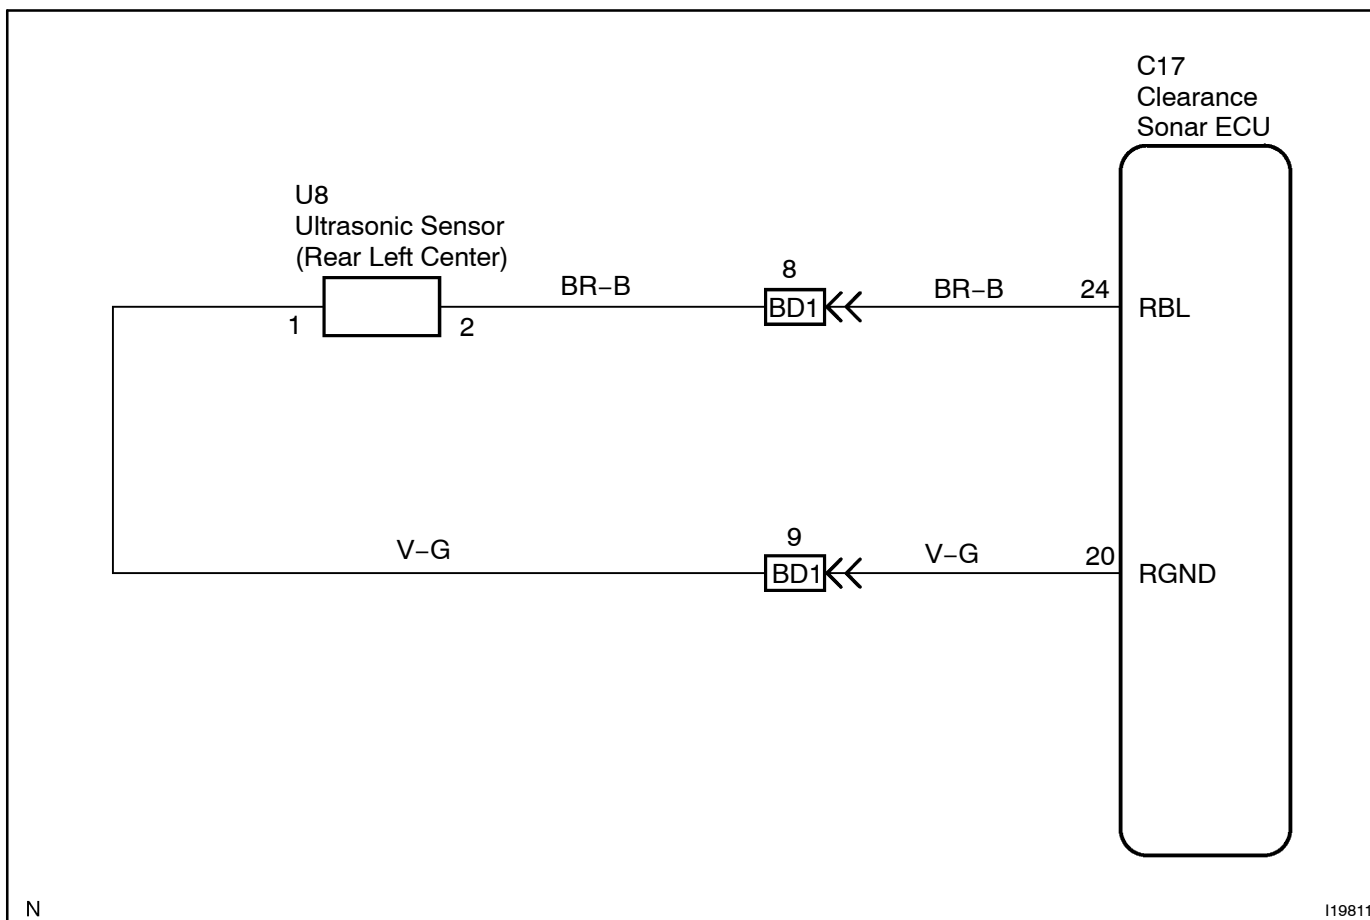 C17
Clearance
Sonar ECU
U8
Ultrasonic Sensor
(Rear Left Center)
1
2
BR−B
8
BD1
BR−B
24
RBL
V−G
9
BD1
V−G
20
RGND
N
I19811